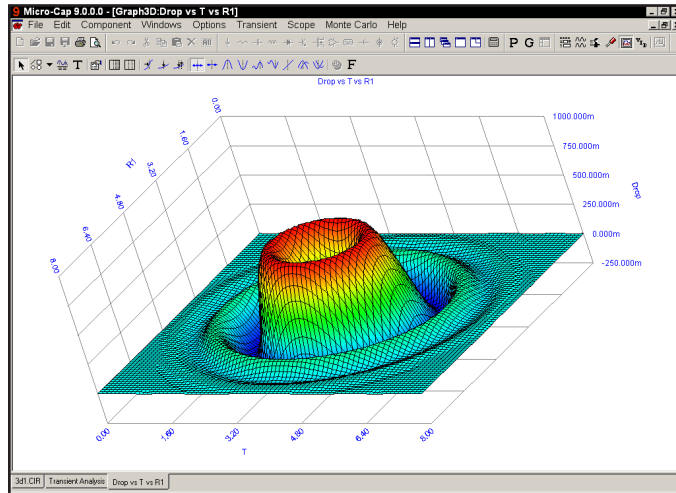 9 Micro-Cap 9.0.0.0 - [Graph3D:Drop vs T vs R1]
File Edit Component Windows Options Transient Scope Monte Carlo Help
All P G
T F
Drop vs T vs R1
0.00
1.60
3.20
4.80
6.40
8.00
R1
1000.000m
750.000m
500.000m
250.000m
0.000m
-250.000m
Drop
0.00
1.60
3.20
4.80
6.40
8.00
T
3d1.CIR Transient Analysis Drop vs T vs R1